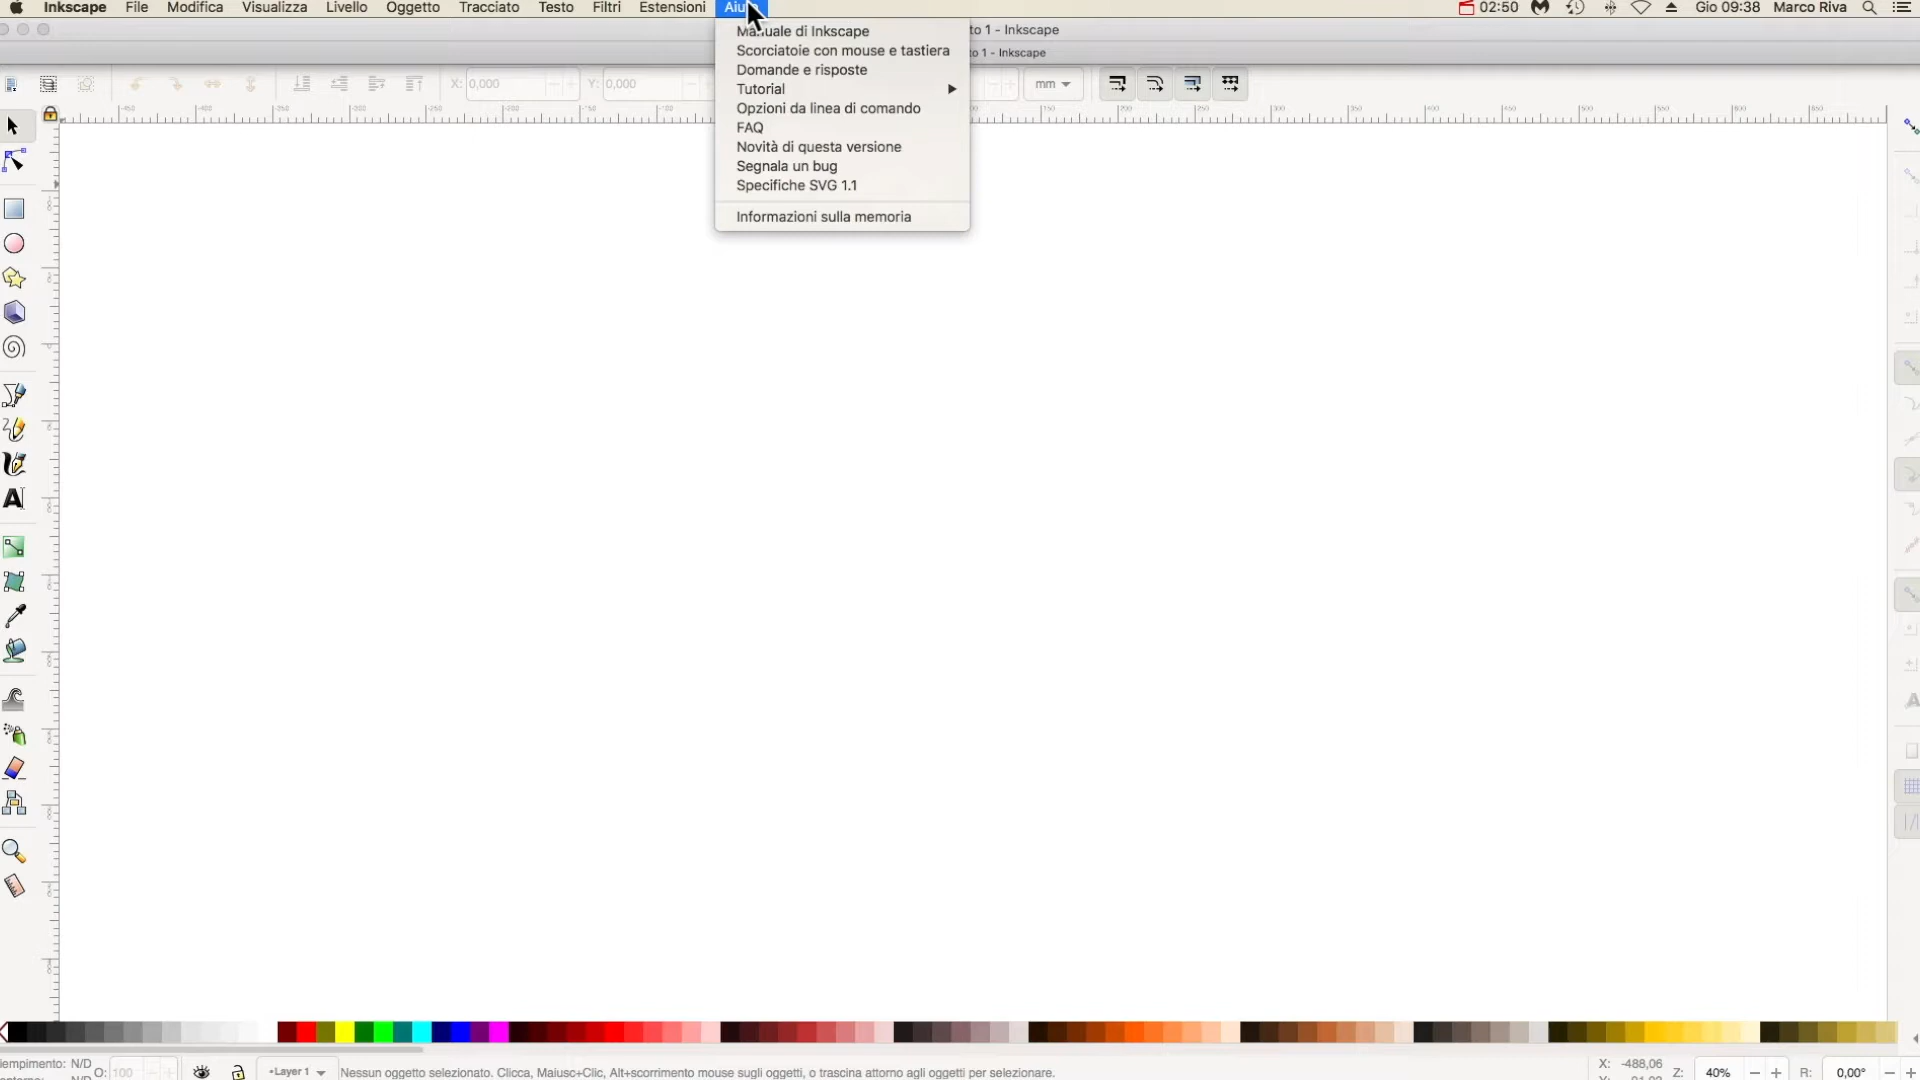 Inkscape File Modifica Visualizza Livello Oggetto Tracciato Testo Filtri Estensioni 02:50 Gio 09:38 Marco Riva
to 1 - Inkscape
to 1 - Inkscape
Manuale di Inkscape
Scorciatoie con mouse e tastiera
Domande e risposte
Tutorial
Opzioni da linea di comando
FAQ
Novità di questa versione
Segnala un bug
Specifiche SVG 1.1
Informazioni sulla memoria
X: 0,000 Y: 0,000 mm
iempimento: N/D O: 100 •Layer 1 Nessun oggetto selezionato. Clicca, Maiusc+Clic, Alt+scorrimento mouse sugli oggetti, o trascina attorno agli oggetti per selezionare. X: -488,06 Z: 40% R: 0,00°